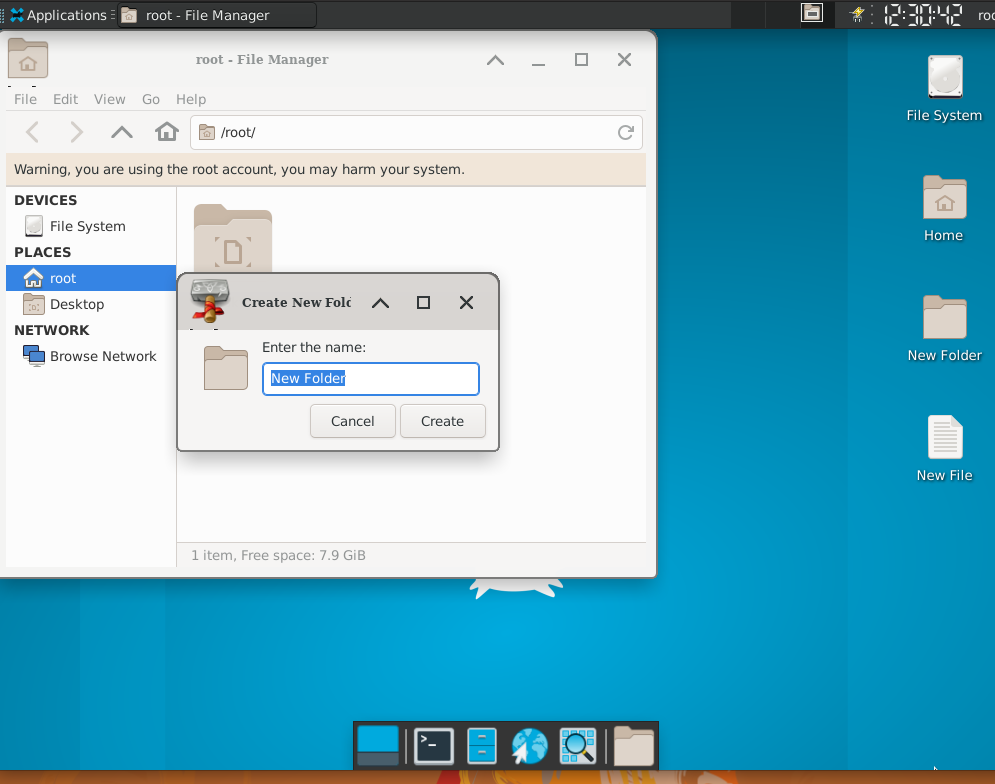 Applications
root - File Manager
12:30:42
roo
root - File Manager
File Edit View Go Help
/root/
Warning, you are using the root account, you may harm your system.
DEVICES
File System
PLACES
root
Desktop
NETWORK
Browse Network
Create New Fol
Enter the name:
New Folder
Cancel
Create
1 item, Free space: 7.9 GiB
File System
Home
New Folder
New File